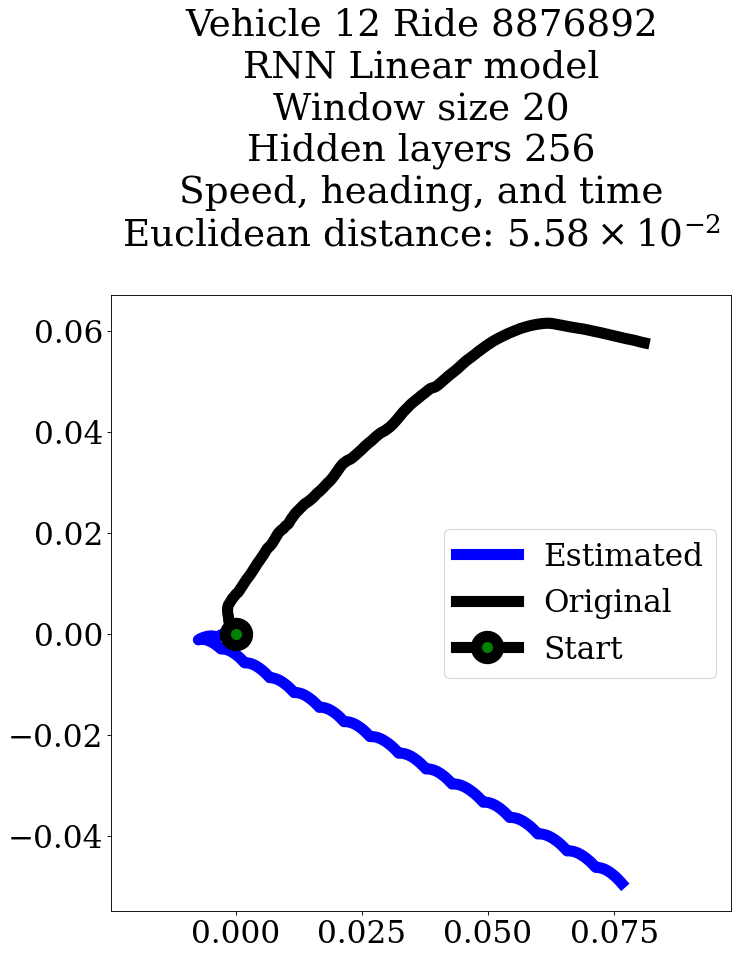 Vehicle 12 Ride 8876892
RNN Linear model
Window size 20
Hidden layers 256
Speed, heading, and time
Euclidean distance: 5.58 × 10⁻²
0.06
0.04
0.02
0.00
−0.02
−0.04
Estimated
Original
Start
0.000 0.025 0.050 0.075